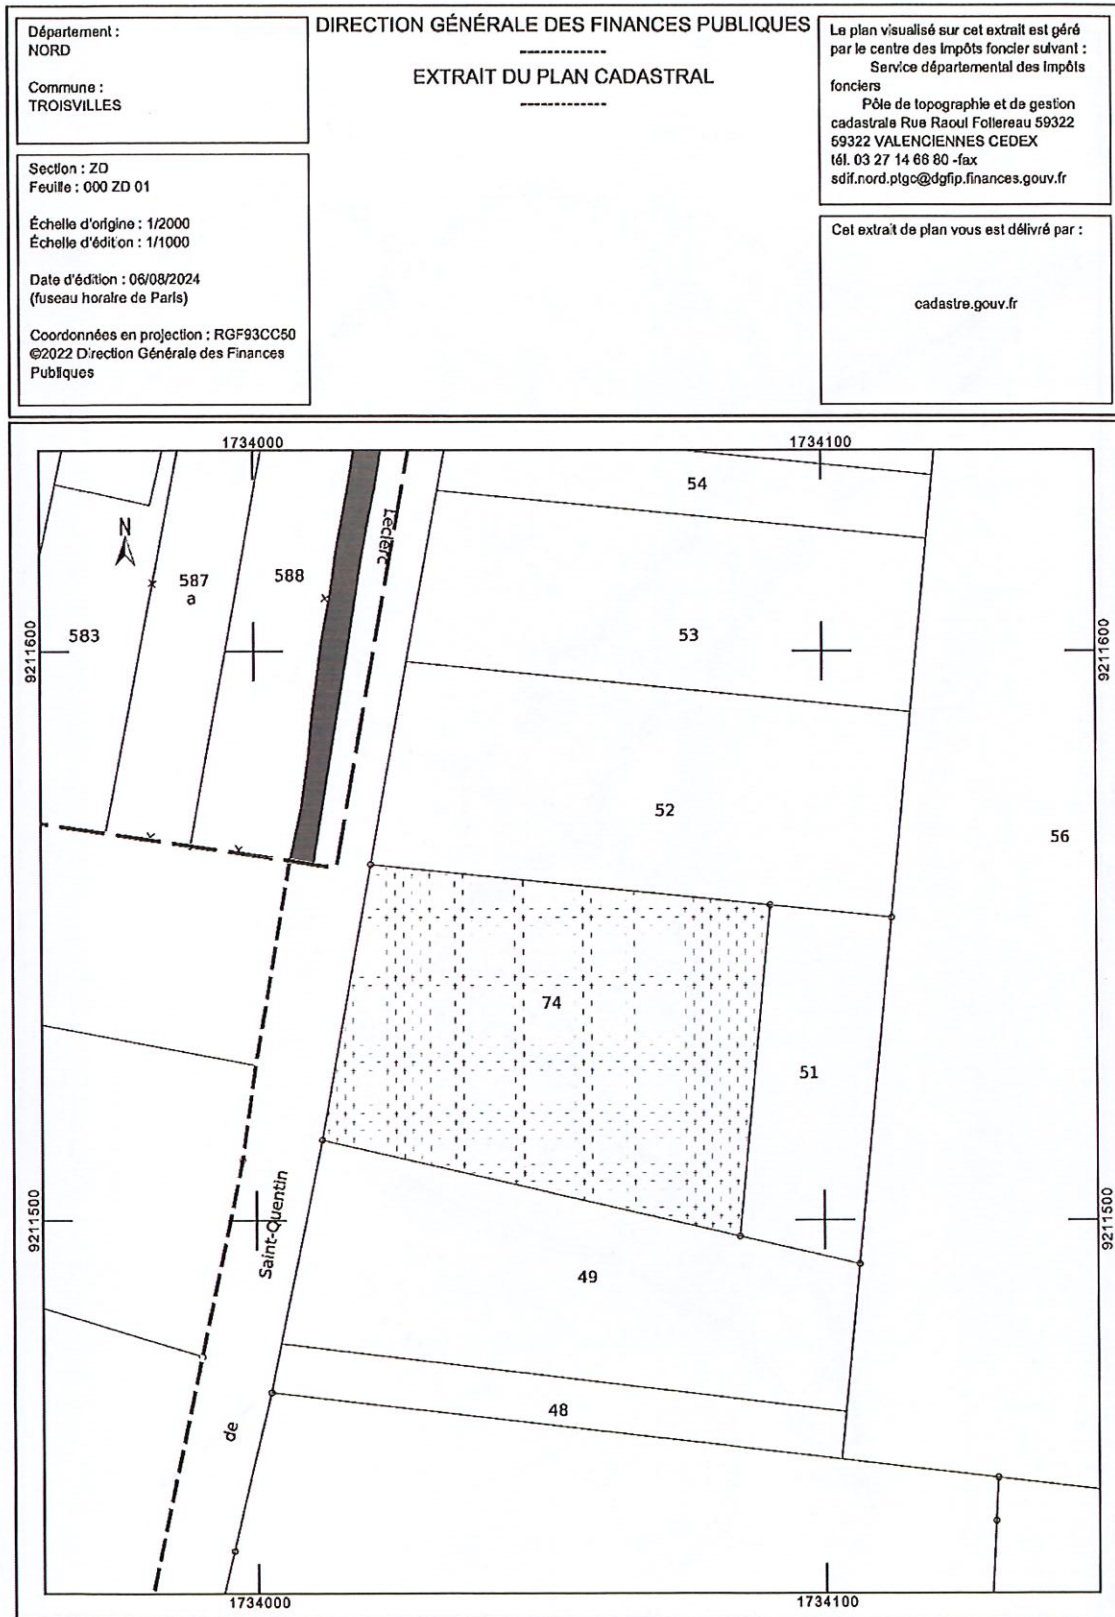 Département :
NORD
Commune :
TROISVILLES
Section : ZD
Feuille : 000 ZD 01
Échelle d'origine : 1/2000
Échelle d'édition : 1/1000
Date d'édition : 06/08/2024
(fuseau horaire de Paris)
Coordonnées en projection : RGF93CC50
©2022 Direction Générale des Finances
Publiques
DIRECTION GÉNÉRALE DES FINANCES PUBLIQUES
-------------
EXTRAIT DU PLAN CADASTRAL
-------------
Le plan visualisé sur cet extrait est géré
par le centre des impôts foncier suivant :
Service départemental des impôts
fonciers
Pôle de topographie et de gestion
cadastrale Rue Raoul Follereau 59322
59322 VALENCIENNES CEDEX
tél. 03 27 14 66 80 -fax
sdif.nord.ptgc@dgfip.finances.gouv.fr
Cet extrait de plan vous est délivré par :
cadastre.gouv.fr
1734000
1734100
54
Leclerc
N
587
a
588
583
53
9211600
9211600
52
56
74
51
Saint-Quentin
9211500
9211500
49
48
de
1734000
1734100